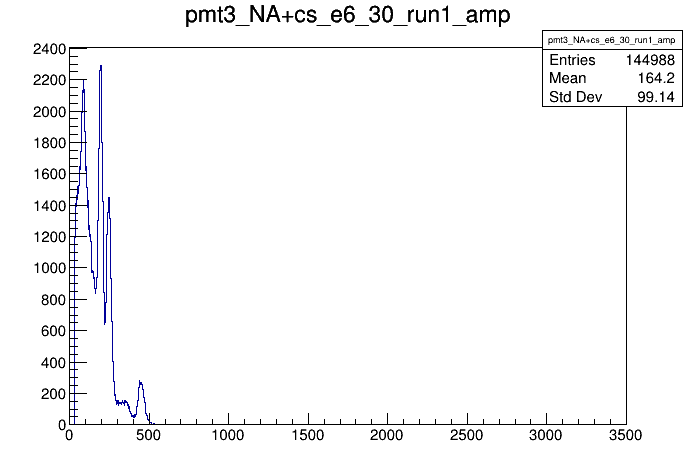 pmt3_NA+cs_e6_30_run1_amp
pmt3_NA+cs_e6_30_run1_amp
Entries 144988
Mean 164.2
Std Dev 99.14
2400
2200
2000
1800
1600
1400
1200
1000
800
600
400
200
0
0 500 1000 1500 2000 2500 3000 3500